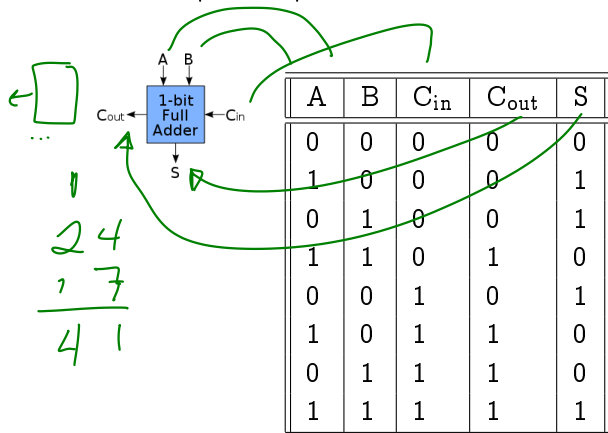 A B
1-bit
Full
Adder
Cout
Cin
S
...
1
24
17
41
A B Cin Cout S
0 0 0 0 0
1 0 0 0 1
0 1 0 0 1
1 1 0 1 0
0 0 1 0 1
1 0 1 1 0
0 1 1 1 0
1 1 1 1 1